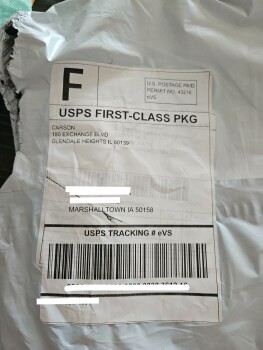 F
U.S. POSTAGE PAID
PERMIT NO. 43216
eVS
USPS FIRST-CLASS PKG
CARSON
160 EXCHANGE BLVD
GLENDALE HEIGHTS IL 60139
MARSHALLTOWN IA 50158
USPS TRACKING # eVS